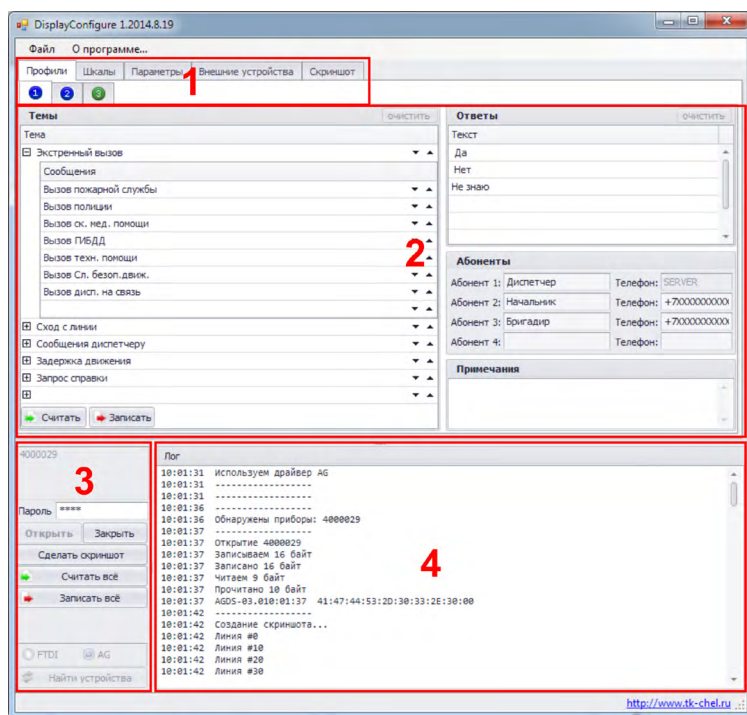 DisplayConfigure 1.2014.8.19
Файл О программе...
Профили Шкалы Параметры Внешние устройства Скриншот
1
1 2 3
Темы очистить
Тема
Экстренный вызов
Сообщения
Вызов пожарной службы
Вызов полиции
Вызов ск. мед. помощи
Вызов ГИБДД
Вызов техн. помощи
Вызов Сл. безоп.движ.
Вызов дисп. на связь
Сход с линии
Сообщения диспетчеру
Задержка движения
Запрос справки
Считать Записать
2
Ответы очистить
Текст
Да
Нет
Не знаю
Абоненты
Абонент 1: Диспетчер Телефон: SERVER
Абонент 2: Начальник Телефон: +7XXXXXXXXXX
Абонент 3: Бригадир Телефон: +7XXXXXXXXXX
Абонент 4: Телефон:
Примечания
4000029
3
Пароль ****
Открыть Закрыть
Сделать скриншот
Считать всё
Записать всё
FTDI AG
Найти устройства
Лог
10:01:31 Используем драйвер AG
10:01:31 ------------------
10:01:31 ------------------
10:01:36 ------------------
10:01:36 Обнаружены приборы: 4000029
10:01:37 ------------------
10:01:37 Открытие 4000029
10:01:37 Записываем 16 байт
10:01:37 Записано 16 байт
10:01:37 Читаем 9 байт
10:01:37 Прочитано 10 байт
10:01:37 AGDS-03.010:01:37 41:47:44:53:2D:30:33:2E:30:00
10:01:42 ------------------
10:01:42 Создание скриншота...
10:01:42 Линия #0
10:01:42 Линия #10
10:01:42 Линия #20
10:01:42 Линия #30
4
http://www.tk-chel.ru